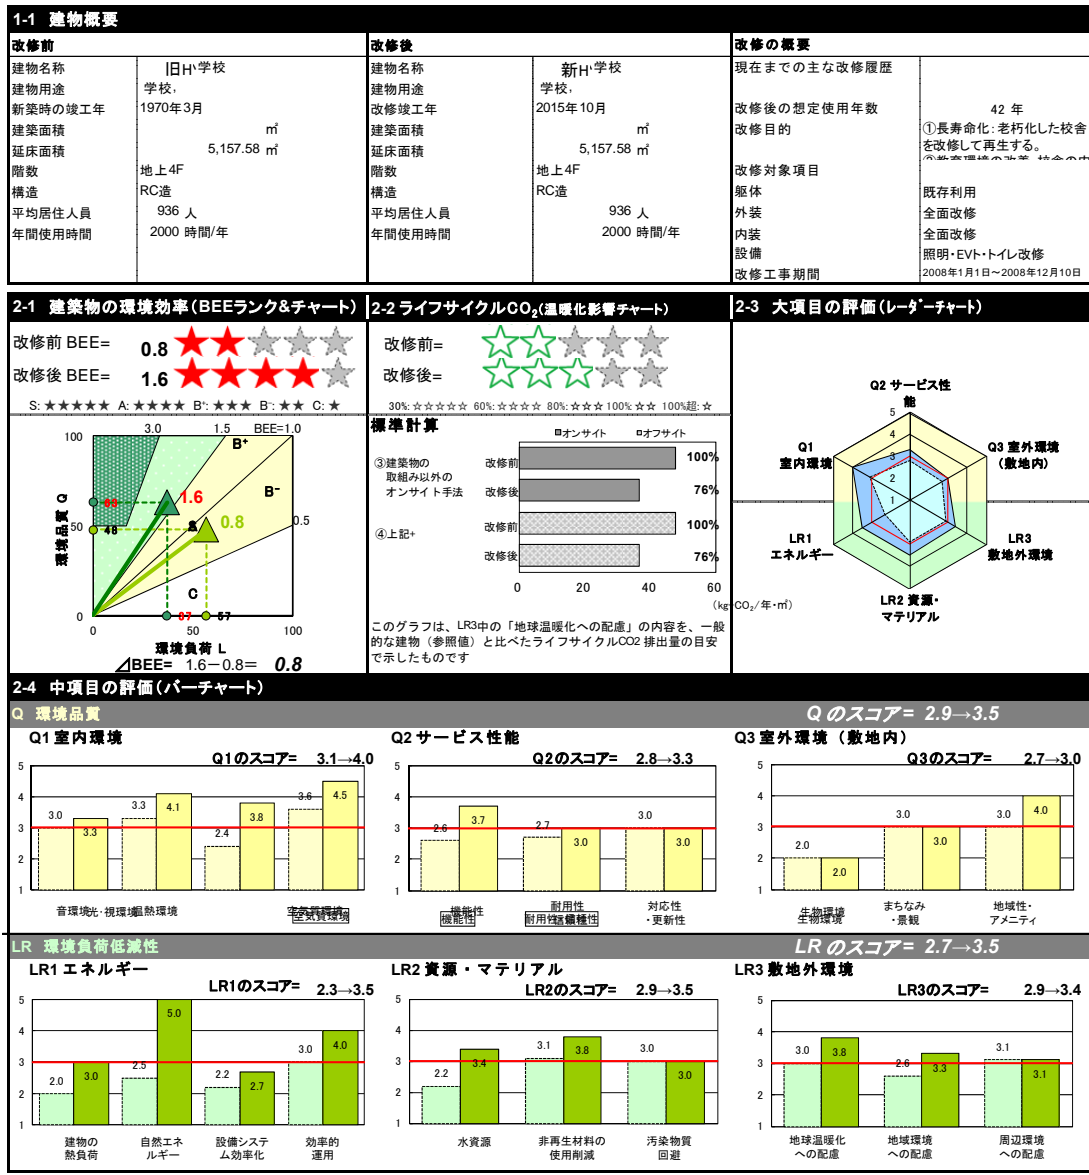 1-1 建物概要
改修前
建物名称 旧H小学校
建物用途 学校,
新築時の竣工年 1970年3月
建築面積 ㎡
延床面積 5,157.58 ㎡
階数 地上4F
構造 RC造
平均居住人員 936 人
年間使用時間 2000 時間/年
改修後
建物名称 新H小学校
建物用途 学校,
改修竣工年 2015年10月
建築面積 ㎡
延床面積 5,157.58 ㎡
階数 地上4F
構造 RC造
平均居住人員 936 人
年間使用時間 2000 時間/年
改修の概要
現在までの主な改修履歴
改修後の想定使用年数 42 年
改修目的 ①長寿命化：老朽化した校舎
を改修して再生する。
改修対象項目
躯体 既存利用
外装 全面改修
内装 全面改修
設備 照明・EVト・トイレ改修
改修工事期間 2008年1月1日～2008年12月10日
2-1 建築物の環境効率(BEEランク&チャート)
改修前 BEE= 0.8 ★★★★★
改修後 BEE= 1.6 ★★★★★
S: ★★★★★ A: ★★★★ B+: ★★★ B-: ★★ C: ★
3.0 1.5 BEE=1.0
100
B+
B-
63
1.6
50
48
0.8
0.5
S
C
0
37 57
0 50 100
環境品質 Q
環境負荷 L
⊿BEE= 1.6－0.8＝ 0.8
2-2 ライフサイクルCO2(温暖化影響チャート)
改修前= ☆☆★★★
改修後= ☆☆☆★★
30%: ☆☆☆☆☆ 60%: ☆☆☆☆ 80%: ☆☆☆ 100%: ☆☆ 100%超: ☆
標準計算
オンサイト オフサイト
③建築物の
取組み以外の
オンサイト手法
改修前 100%
改修後 76%
④上記+
改修前 100%
改修後 76%
0 20 40 60
(kg-CO2/年・㎡)
このグラフは、LR3中の「地球温暖化への配慮」の内容を、一般
的な建物（参照値）と比べたライフサイクルCO2 排出量の目安
で示したものです
2-3 大項目の評価(レーダーチャート)
Q2 サービス性
能
Q1
室内環境
Q3 室外環境
(敷地内)
5
4
3
2
1
LR1
エネルギー
LR3
敷地外環境
LR2 資源・
マテリアル
2-4 中項目の評価(バーチャート)
Q 環境品質
Q のスコア= 2.9→3.5
Q1 室内環境
Q1のスコア= 3.1→4.0
5
4
3
2
1
3.0 3.3 3.3 4.1 2.4 3.8 3.6 4.5
音環境 光・視環境 温熱環境 空気質環境
空気質環境
Q2 サービス性能
Q2のスコア= 2.8→3.3
5
4
3
2
1
2.6 3.7 2.7 3.0 3.0 3.0
機能性 耐用性 対応性
・更新性
機能性 耐用性・信頼性
Q3 室外環境（敷地内）
Q3のスコア= 2.7→3.0
5
4
3
2
1
2.0 2.0 3.0 3.0 3.0 4.0
生物環境 まちなみ
・景観 地域性・
アメニティ
生物環境
LR 環境負荷低減性
LR のスコア= 2.7→3.5
LR1 エネルギー
LR1のスコア= 2.3→3.5
5
4
3
2
1
2.0 3.0 2.5 5.0 2.2 2.7 3.0 4.0
建物の
熱負荷
自然エネ
ルギー
設備システ
ム効率化
効率的
運用
LR2 資源・マテリアル
LR2のスコア= 2.9→3.5
5
4
3
2
1
2.2 3.4 3.1 3.8 3.0 3.0
水資源
非再生材料の
使用削減
汚染物質
回避
LR3 敷地外環境
LR3のスコア= 2.9→3.4
5
4
3
2
1
3.0 3.8 2.6 3.3 3.1 3.1
地球温暖化
への配慮
地域環境
への配慮
周辺環境
への配慮